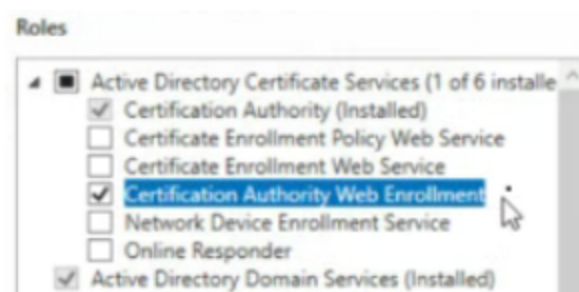 Roles
Active Directory Certificate Services (1 of 6 installe
Certification Authority (Installed)
Certificate Enrollment Policy Web Service
Certificate Enrollment Web Service
Certification Authority Web Enrollment
Network Device Enrollment Service
Online Responder
Active Directory Domain Services (Installed)